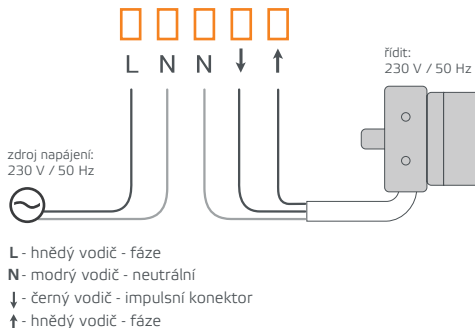 L N N ↓ ↑
řídit:
230 V / 50 Hz
zdroj napájení:
230 V / 50 Hz
L - hnědý vodič - fáze
N - modrý vodič - neutrální
↓ - černý vodič - impulsní konektor
↑ - hnědý vodič - fáze